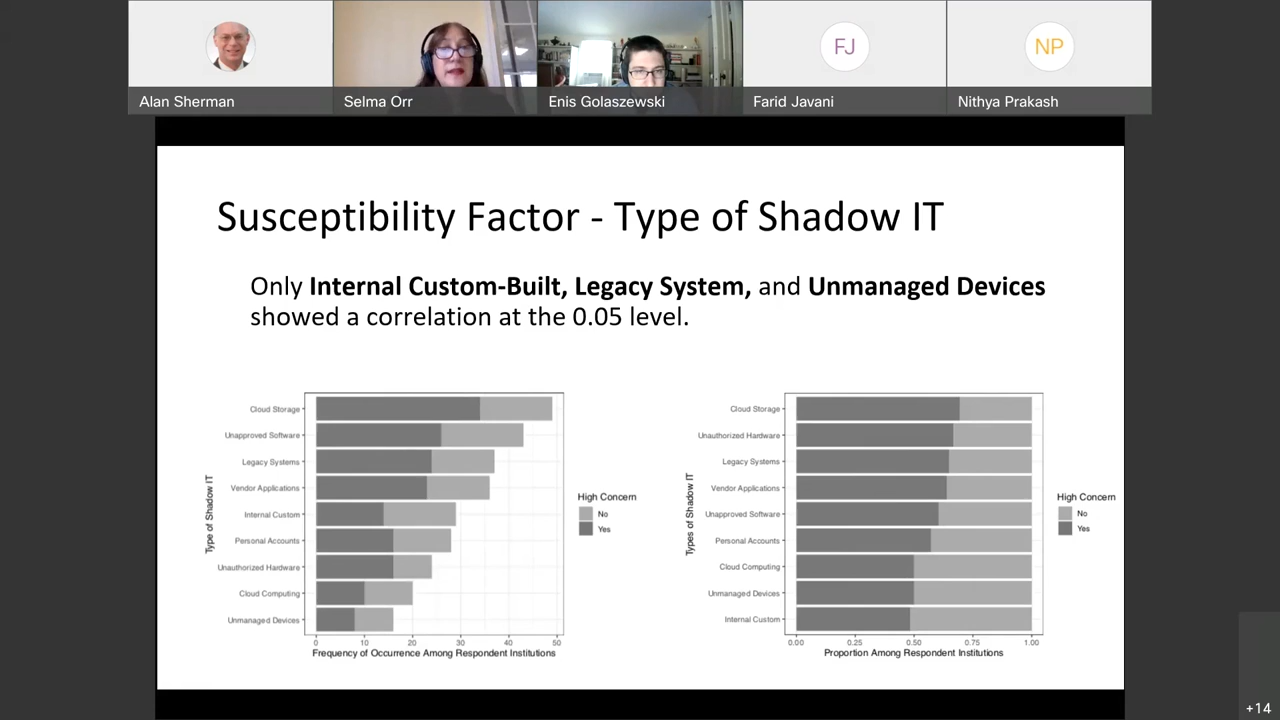 Alan Sherman
Selma Orr
Enis Golaszewski
FJ
Farid Javani
NP
Nithya Prakash
Susceptibility Factor - Type of Shadow IT
Only Internal Custom-Built, Legacy System, and Unmanaged Devices
showed a correlation at the 0.05 level.
Type of Shadow IT
Cloud Storage
Unapproved Software
Legacy Systems
Vendor Applications
Internal Custom
Personal Accounts
Unauthorized Hardware
Cloud Computing
Unmanaged Devices
0 10 20 30 40 50
Frequency of Occurrence Among Respondent Institutions
High Concern
No
Yes
Types of Shadow IT
Cloud Storage
Unauthorized Hardware
Legacy Systems
Vendor Applications
Unapproved Software
Personal Accounts
Cloud Computing
Unmanaged Devices
Internal Custom
0.00 0.25 0.50 0.75 1.00
Proportion Among Respondent Institutions
High Concern
No
Yes
+14